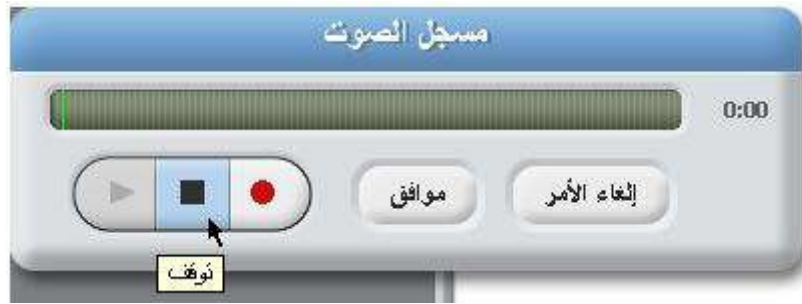 مسجل الصوت
0:00
إلغاء الأمر
موافق
توقف